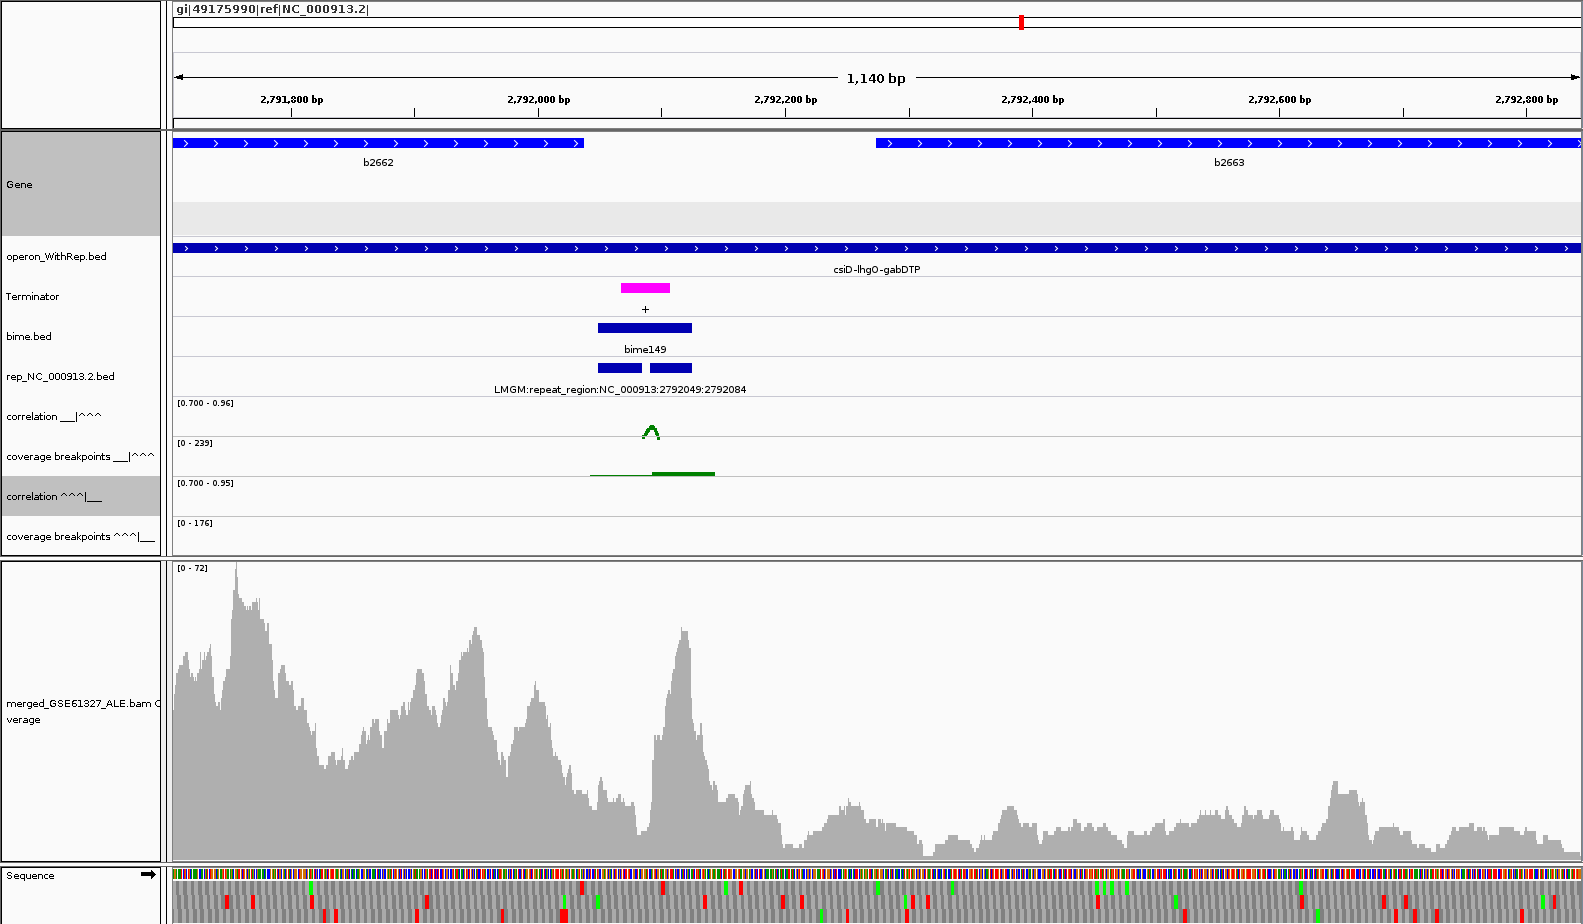 gi|49175990|ref|NC_000913.2|
1,140 bp
2,791,800 bp 2,792,000 bp 2,792,200 bp 2,792,400 bp 2,792,600 bp 2,792,800 bp
b2662 b2663
Gene
operon_WithRep.bed
csiD-lhgO-gabDTP
Terminator
+
bime.bed
bime149
rep_NC_000913.2.bed
LMGM:repeat_region:NC_000913:2792049:2792084
[0.700 - 0.96]
correlation ___|^^^
[0 - 239]
coverage breakpoints ___|^^^
[0.700 - 0.95]
correlation ^^^|___
[0 - 176]
coverage breakpoints ^^^|___
[0 - 72]
merged_GSE61327_ALE.bam C
verage
Sequence